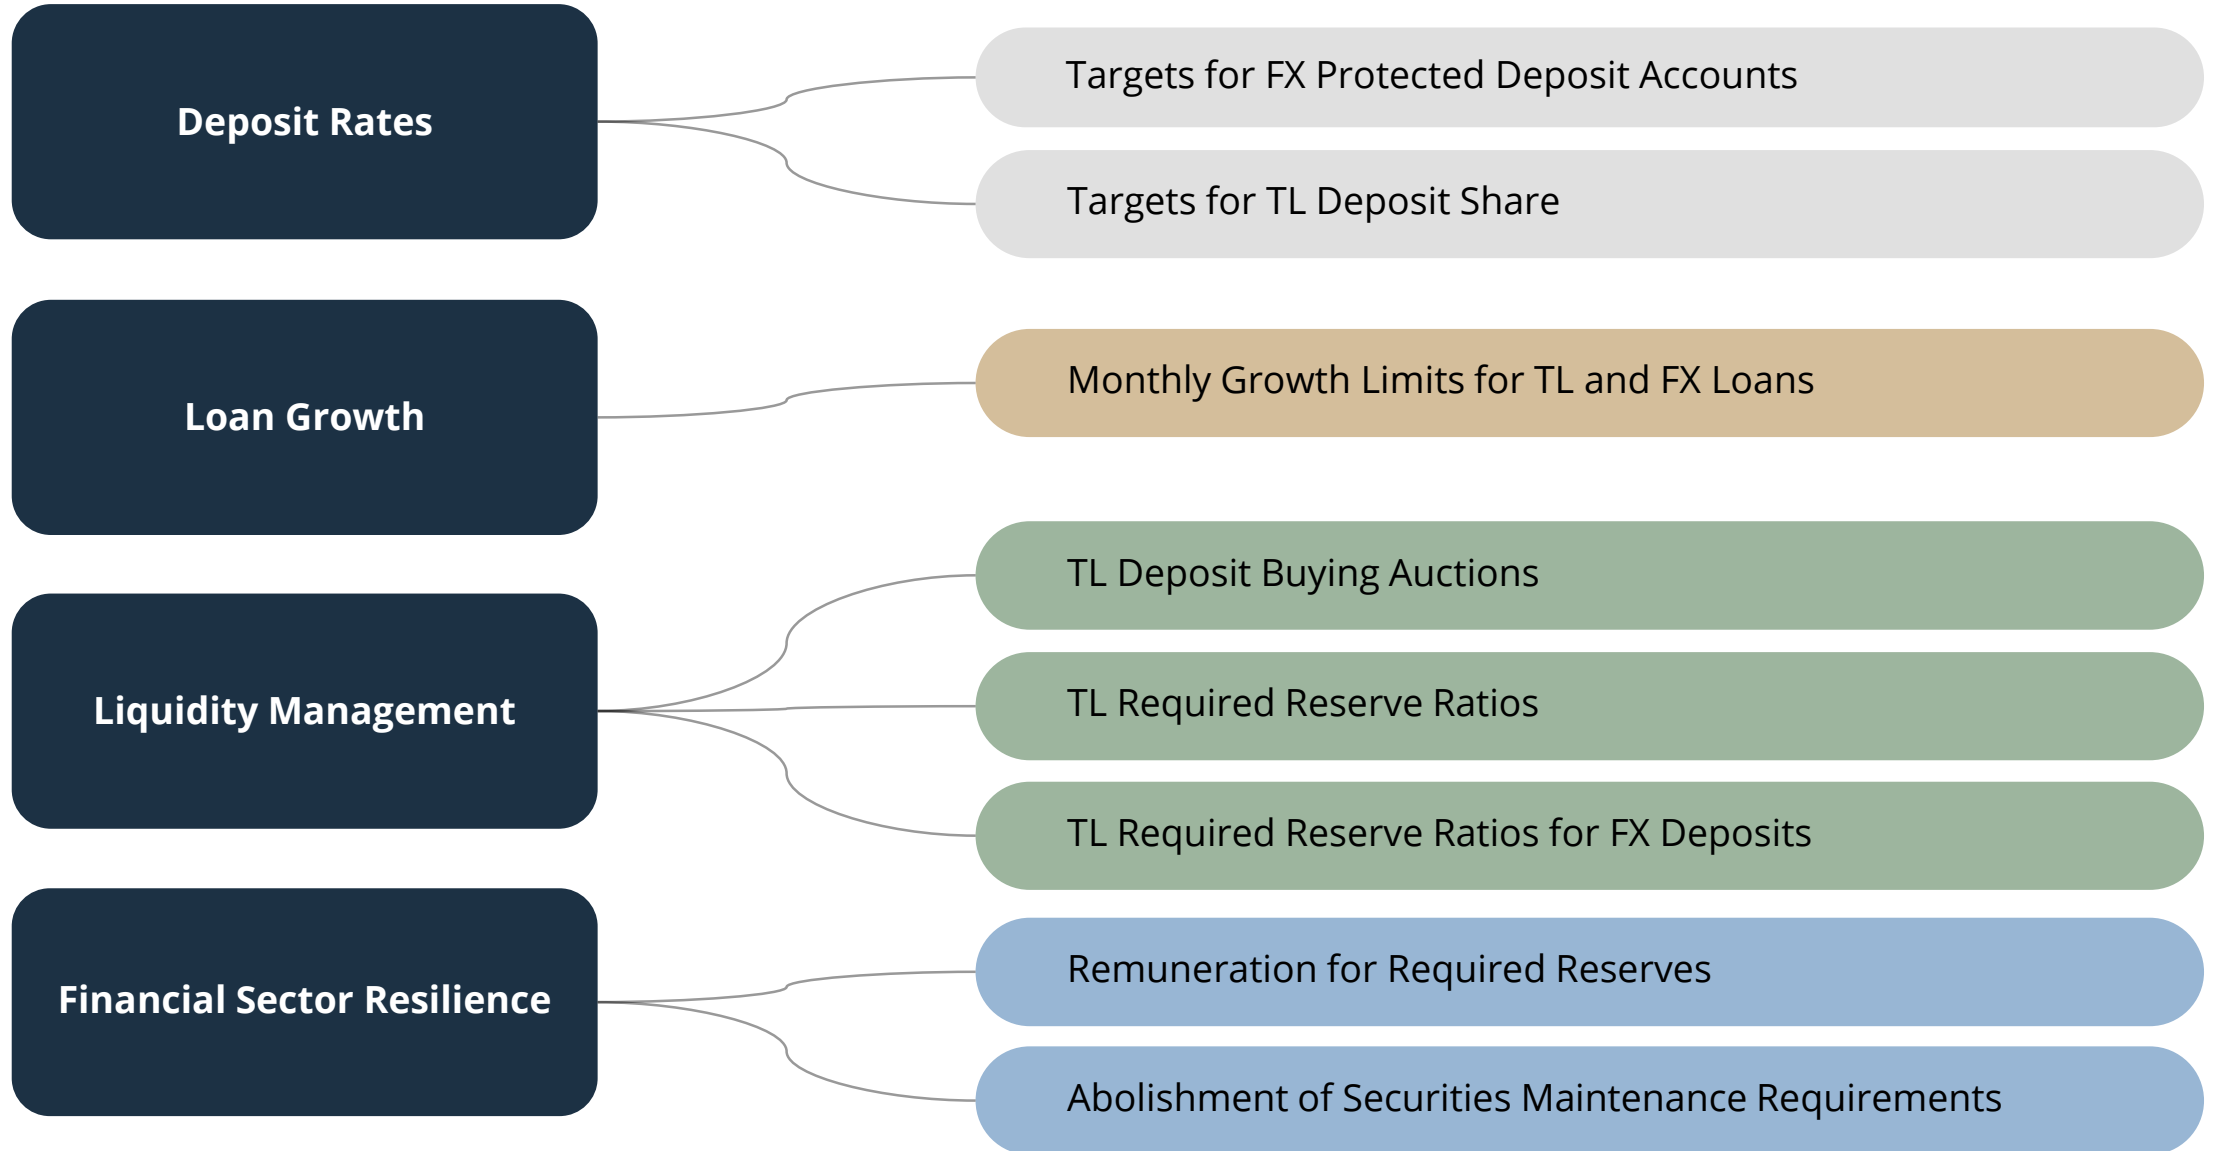 Deposit Rates
Targets for FX Protected Deposit Accounts
Targets for TL Deposit Share
Loan Growth
Monthly Growth Limits for TL and FX Loans
Liquidity Management
TL Deposit Buying Auctions
TL Required Reserve Ratios
TL Required Reserve Ratios for FX Deposits
Financial Sector Resilience
Remuneration for Required Reserves
Abolishment of Securities Maintenance Requirements